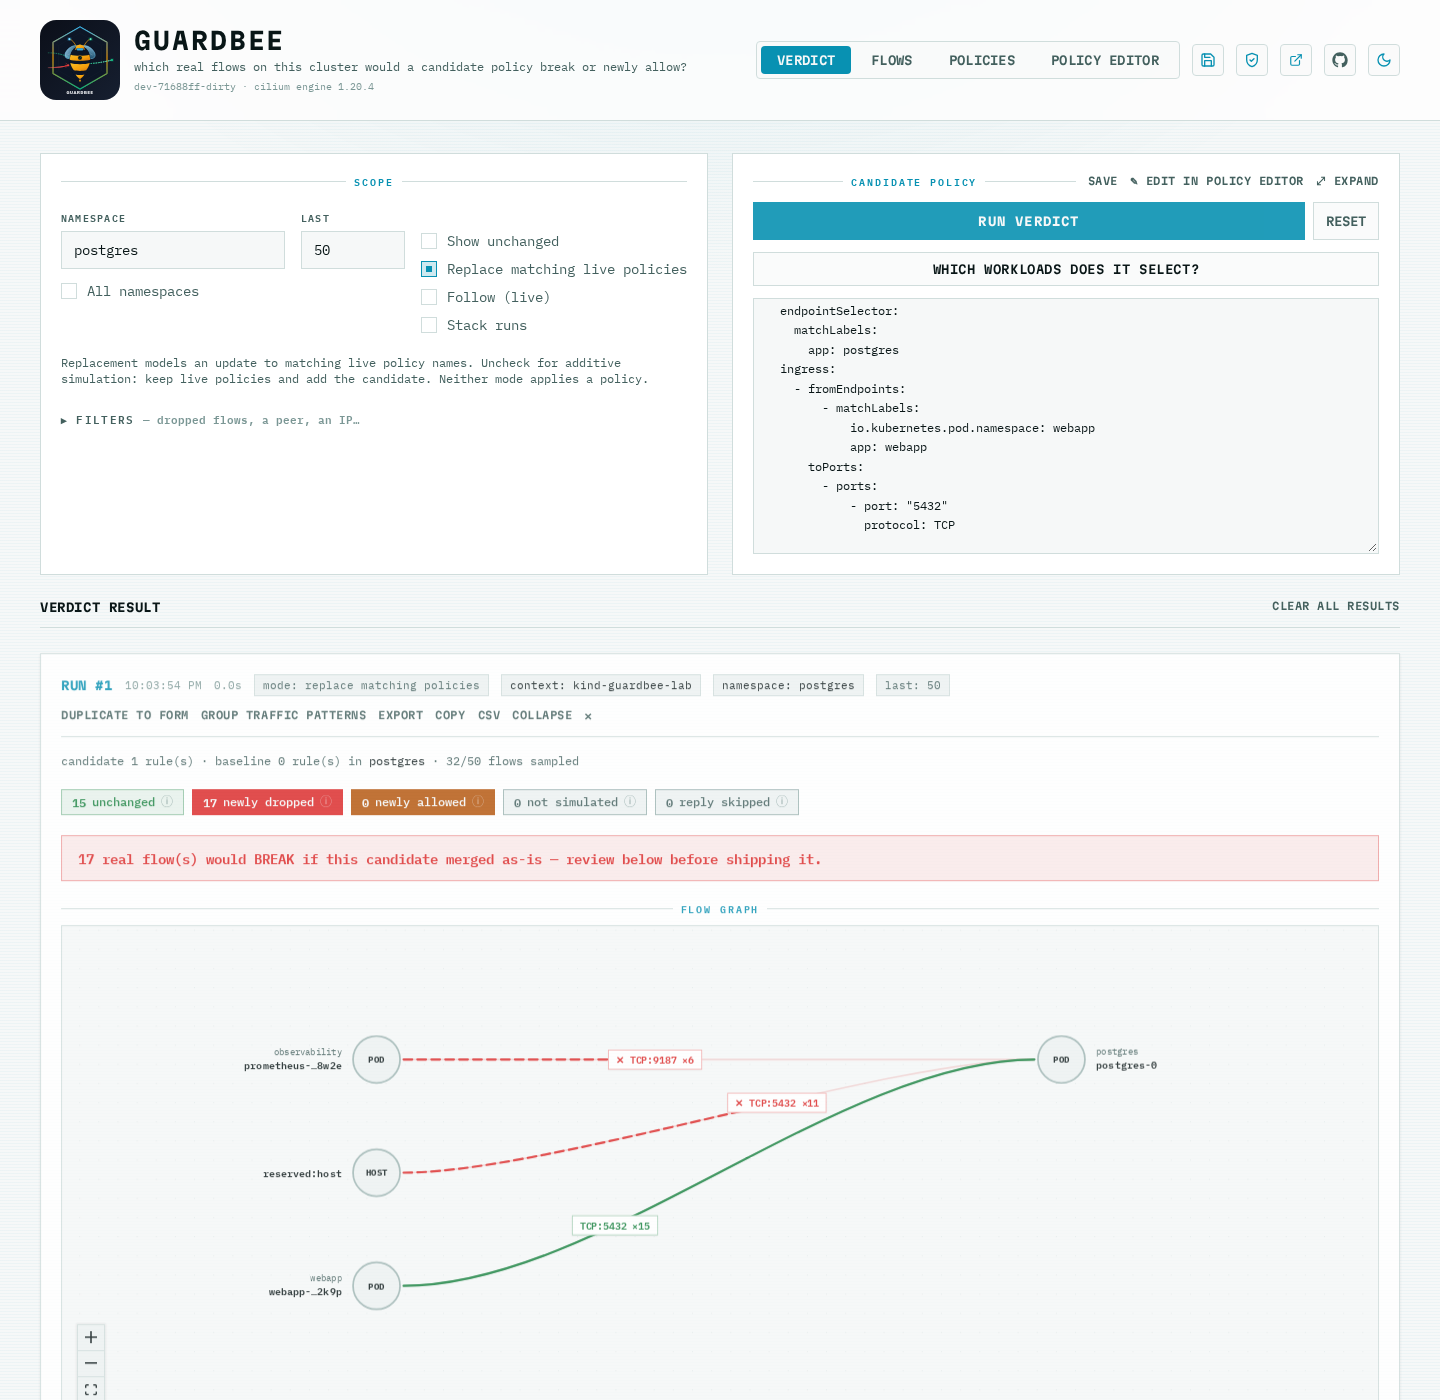 GUARDBEE
GUARDBEE
which real flows on this cluster would a candidate policy break or newly allow?
dev-71688ff-dirty · cilium engine 1.20.4
VERDICT
FLOWS
POLICIES
POLICY EDITOR
SCOPE
NAMESPACE
LAST
postgres
50
All namespaces
Show unchanged
Replace matching live policies
Follow (live)
Stack runs
Replacement models an update to matching live policy names. Uncheck for additive
simulation: keep live policies and add the candidate. Neither mode applies a policy.
▶ FILTERS — dropped flows, a peer, an IP…
CANDIDATE POLICY
SAVE
✎ EDIT IN POLICY EDITOR
⤢ EXPAND
RUN VERDICT
RESET
WHICH WORKLOADS DOES IT SELECT?
endpointSelector:
matchLabels:
app: postgres
ingress:
- fromEndpoints:
- matchLabels:
io.kubernetes.pod.namespace: webapp
app: webapp
toPorts:
- ports:
- port: "5432"
protocol: TCP
VERDICT RESULT
CLEAR ALL RESULTS
RUN #1 10:03:54 PM 0.0s mode: replace matching policies context: kind-guardbee-lab namespace: postgres last: 50
DUPLICATE TO FORM GROUP TRAFFIC PATTERNS EXPORT COPY CSV COLLAPSE ×
candidate 1 rule(s) · baseline 0 rule(s) in postgres · 32/50 flows sampled
15 unchanged ⓘ
17 newly dropped ⓘ
0 newly allowed ⓘ
0 not simulated ⓘ
0 reply skipped ⓘ
17 real flow(s) would BREAK if this candidate merged as-is — review below before shipping it.
FLOW GRAPH
observability
prometheus-…8w2e
POD
✕ TCP:9187 ×6
POD
postgres
postgres-0
✕ TCP:5432 ×11
reserved:host
HOST
TCP:5432 ×15
webapp
webapp-…2k9p
POD